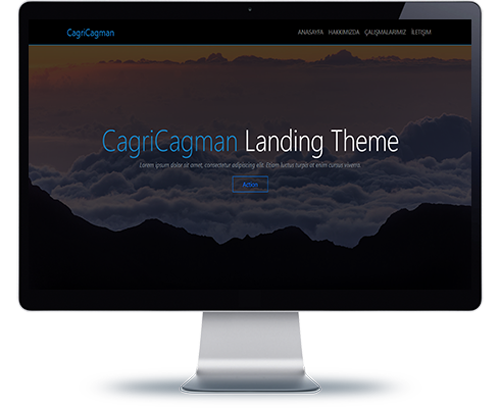 CagriCagman
ANASAYFA HAKKIMIZDA ÇALIŞMALARIMIZ İLETİŞİM
CagriCagman Landing Theme
Lorem ipsum dolor sit amet, consectetur adipiscing elit. Etiam luctus turpis at enim cursus viverra.
Action